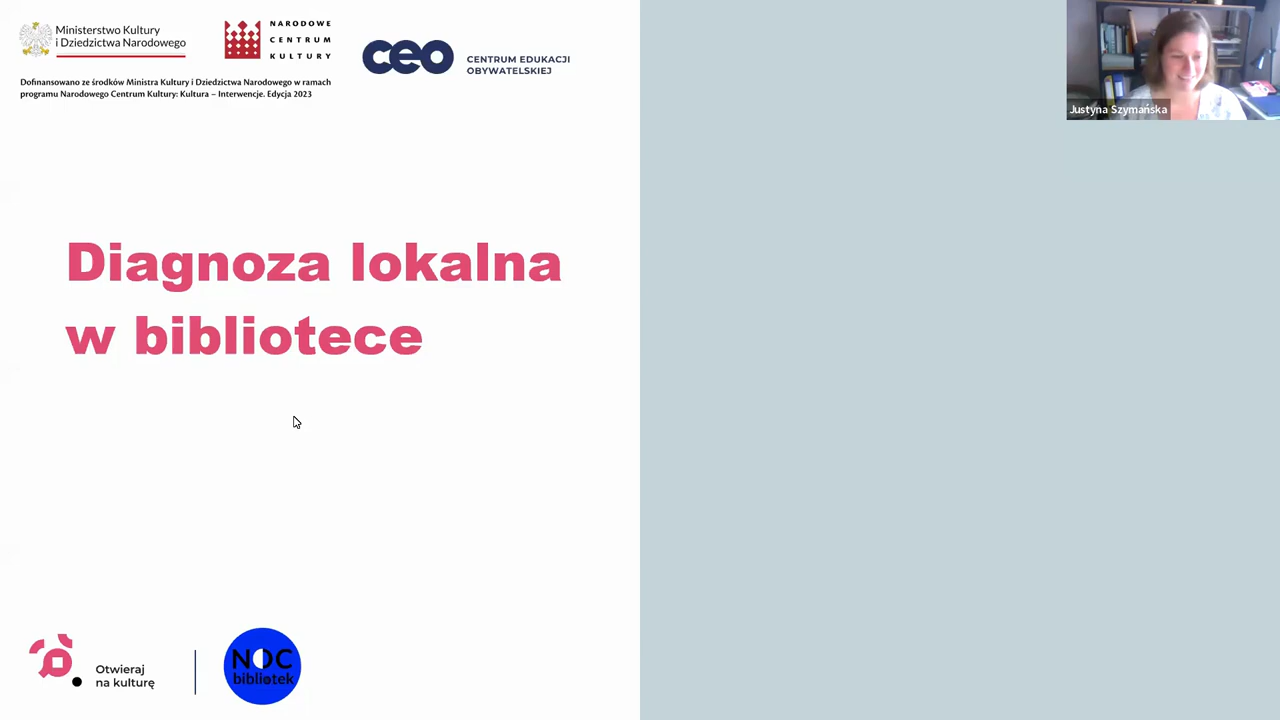 Ministerstwo Kultury
i Dziedzictwa Narodowego
NARODOWE
CENTRUM
KULTURY
ceo
CENTRUM EDUKACJI
OBYWATELSKIEJ
Dofinansowano ze środków Ministra Kultury i Dziedzictwa Narodowego w ramach
programu Narodowego Centrum Kultury: Kultura – Interwencje. Edycja 2023
Justyna Szymańska
Diagnoza lokalna
w bibliotece
Otwieraj
na kulturę
NOC
bibliotek